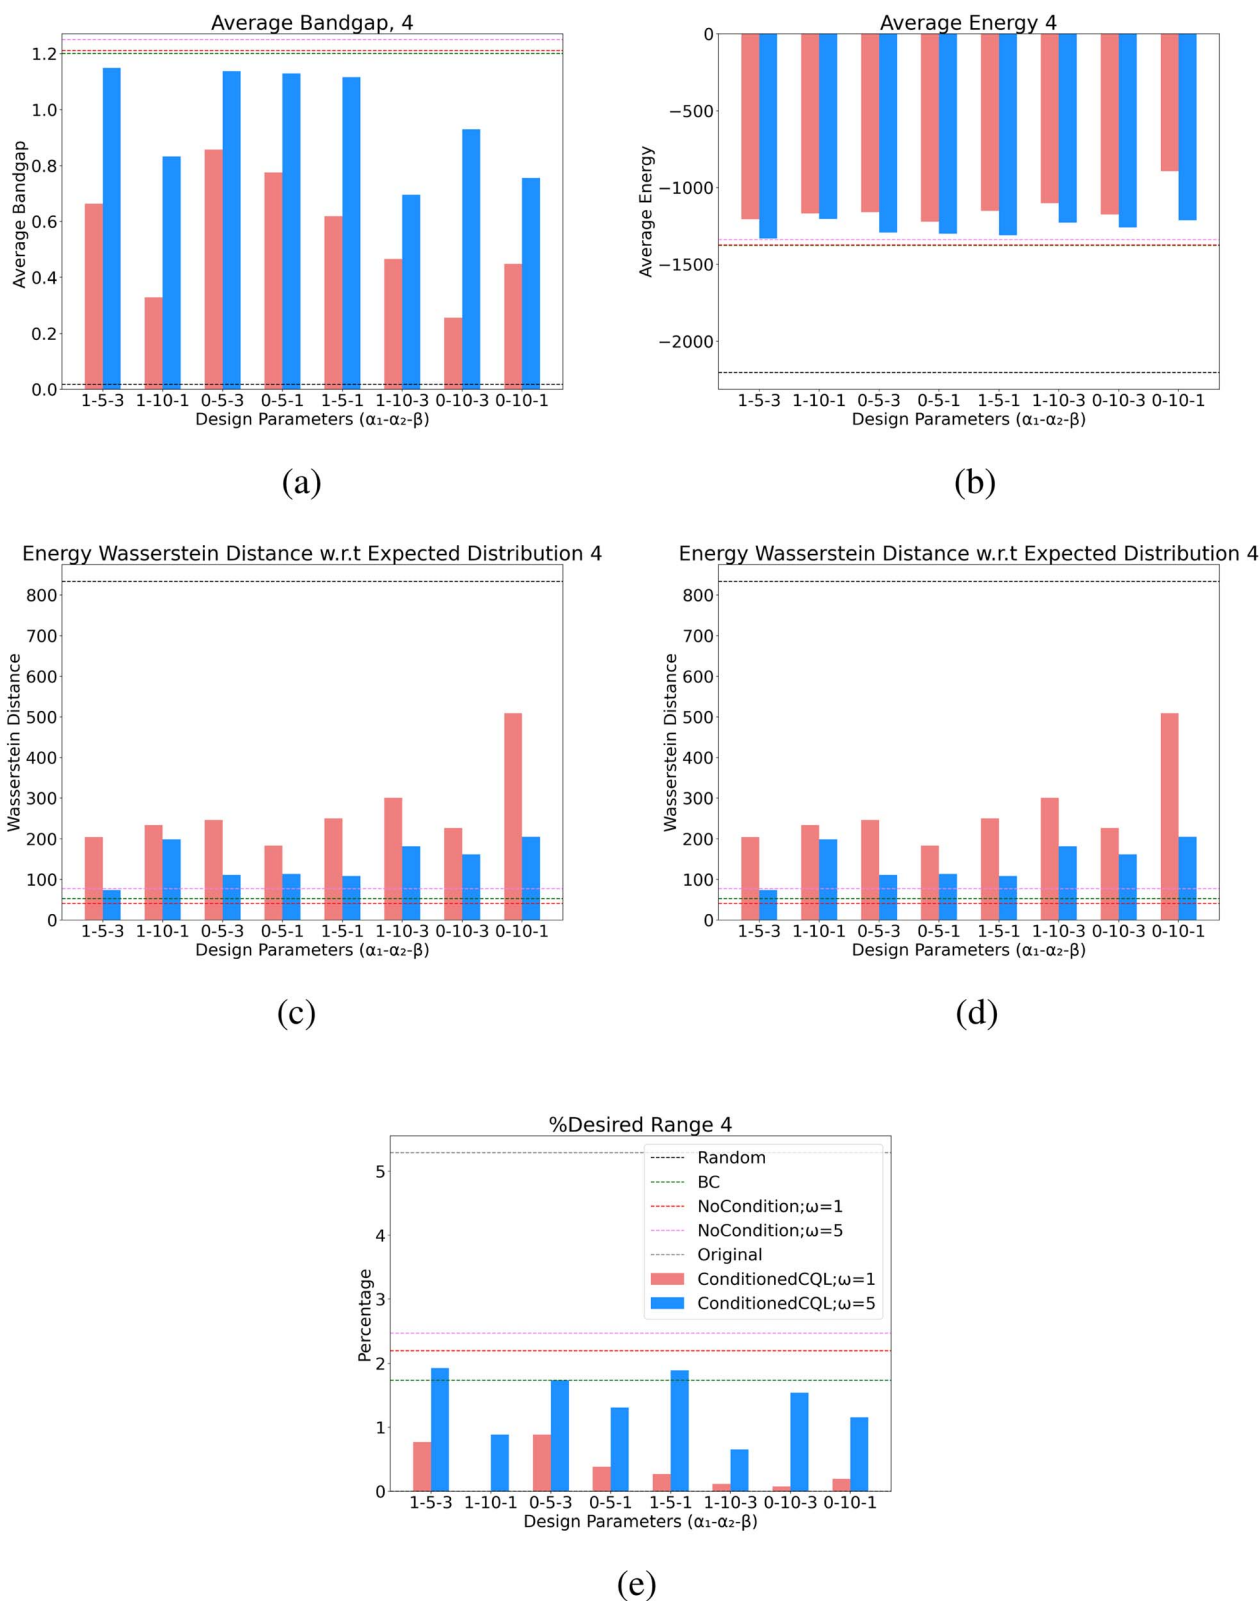 Average Bandgap, 4
Average Bandgap
1.2
1.0
0.8
0.6
0.4
0.2
0.0
1-5-3 1-10-1 0-5-3 0-5-1 1-5-1 1-10-3 0-10-3 0-10-1
Design Parameters (α₁-α₂-β)
(a)
Average Energy 4
Average Energy
0
−500
−1000
−1500
−2000
1-5-3 1-10-1 0-5-3 0-5-1 1-5-1 1-10-3 0-10-3 0-10-1
Design Parameters (α₁-α₂-β)
(b)
Energy Wasserstein Distance w.r.t Expected Distribution 4
Wasserstein Distance
800
700
600
500
400
300
200
100
0
1-5-3 1-10-1 0-5-3 0-5-1 1-5-1 1-10-3 0-10-3 0-10-1
Design Parameters (α₁-α₂-β)
(c)
Energy Wasserstein Distance w.r.t Expected Distribution 4
Wasserstein Distance
800
700
600
500
400
300
200
100
0
1-5-3 1-10-1 0-5-3 0-5-1 1-5-1 1-10-3 0-10-3 0-10-1
Design Parameters (α₁-α₂-β)
(d)
%Desired Range 4
Percentage
5
4
3
2
1
0
Random
BC
NoCondition;ω=1
NoCondition;ω=5
Original
ConditionedCQL;ω=1
ConditionedCQL;ω=5
1-5-3 1-10-1 0-5-3 0-5-1 1-5-1 1-10-3 0-10-3 0-10-1
Design Parameters (α₁-α₂-β)
(e)